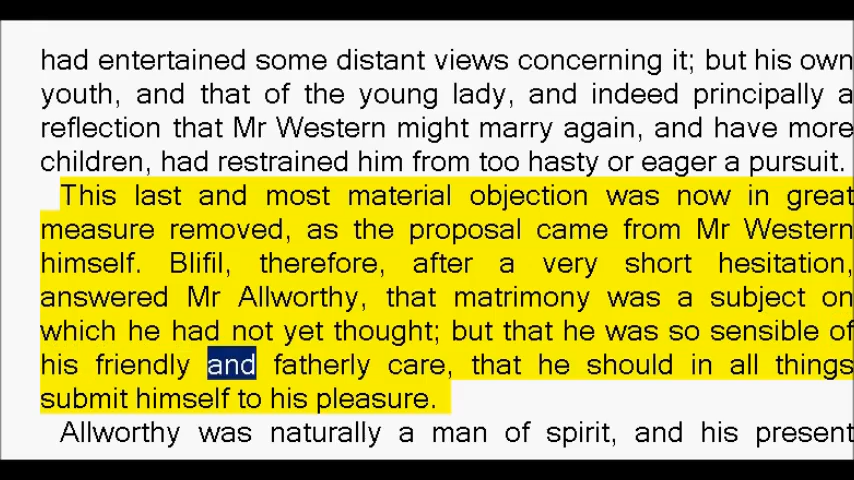 had entertained some distant views concerning it; but his own
youth, and that of the young lady, and indeed principally a
reflection that Mr Western might marry again, and have more
children, had restrained him from too hasty or eager a pursuit.
This last and most material objection was now in great
measure removed, as the proposal came from Mr Western
himself. Blifil, therefore, after a very short hesitation,
answered Mr Allworthy, that matrimony was a subject on
which he had not yet thought; but that he was so sensible of
his friendly and fatherly care, that he should in all things
submit himself to his pleasure.
Allworthy was naturally a man of spirit, and his present